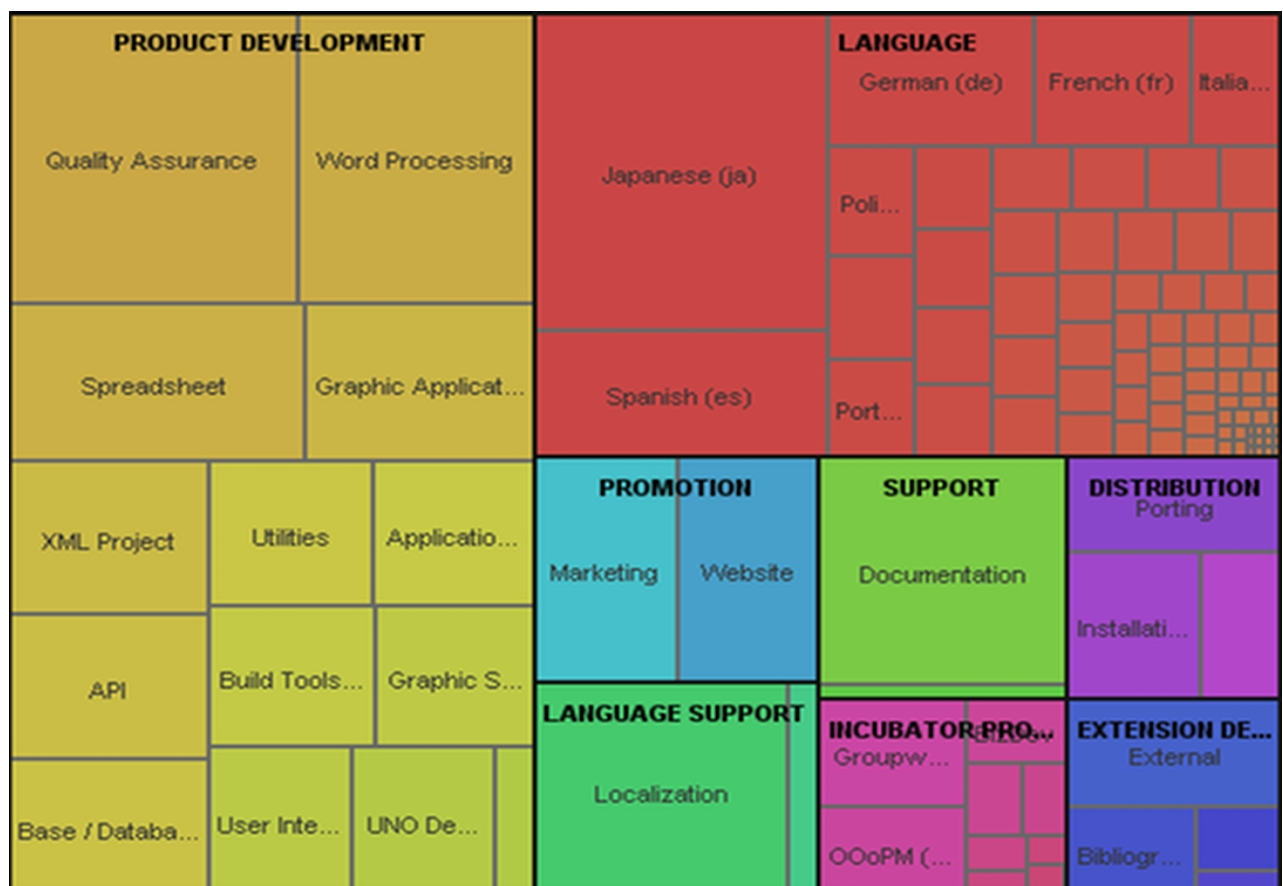 PRODUCT DEVELOPMENT
Quality Assurance
Word Processing
Spreadsheet
Graphic Applicat...
XML Project
Utilities
Applicatio...
API
Build Tools...
Graphic S...
Base / Databa...
User Inte...
UNO De...
LANGUAGE
Japanese (ja)
German (de)
French (fr)
Italia...
Poli...
Spanish (es)
Port...
PROMOTION
Marketing
Website
SUPPORT
Documentation
DISTRIBUTION
Porting
Installati...
LANGUAGE SUPPORT
Localization
INCUBATOR PRO...
Groupw...
OOoPM (...
EXTENSION DE...
External
Bibliogr...